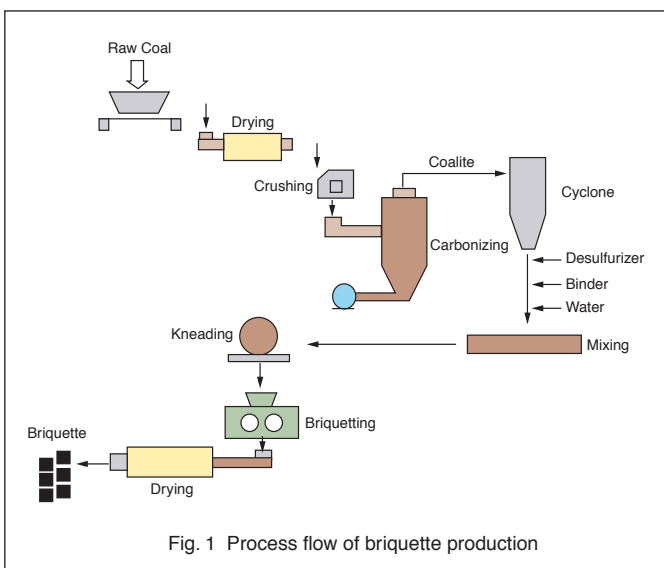 Raw Coal
Drying
Crushing
Coalite
Cyclone
Carbonizing
Desulfurizer
Binder
Water
Mixing
Kneading
Briquetting
Briquette
Drying
Fig. 1 Process flow of briquette production